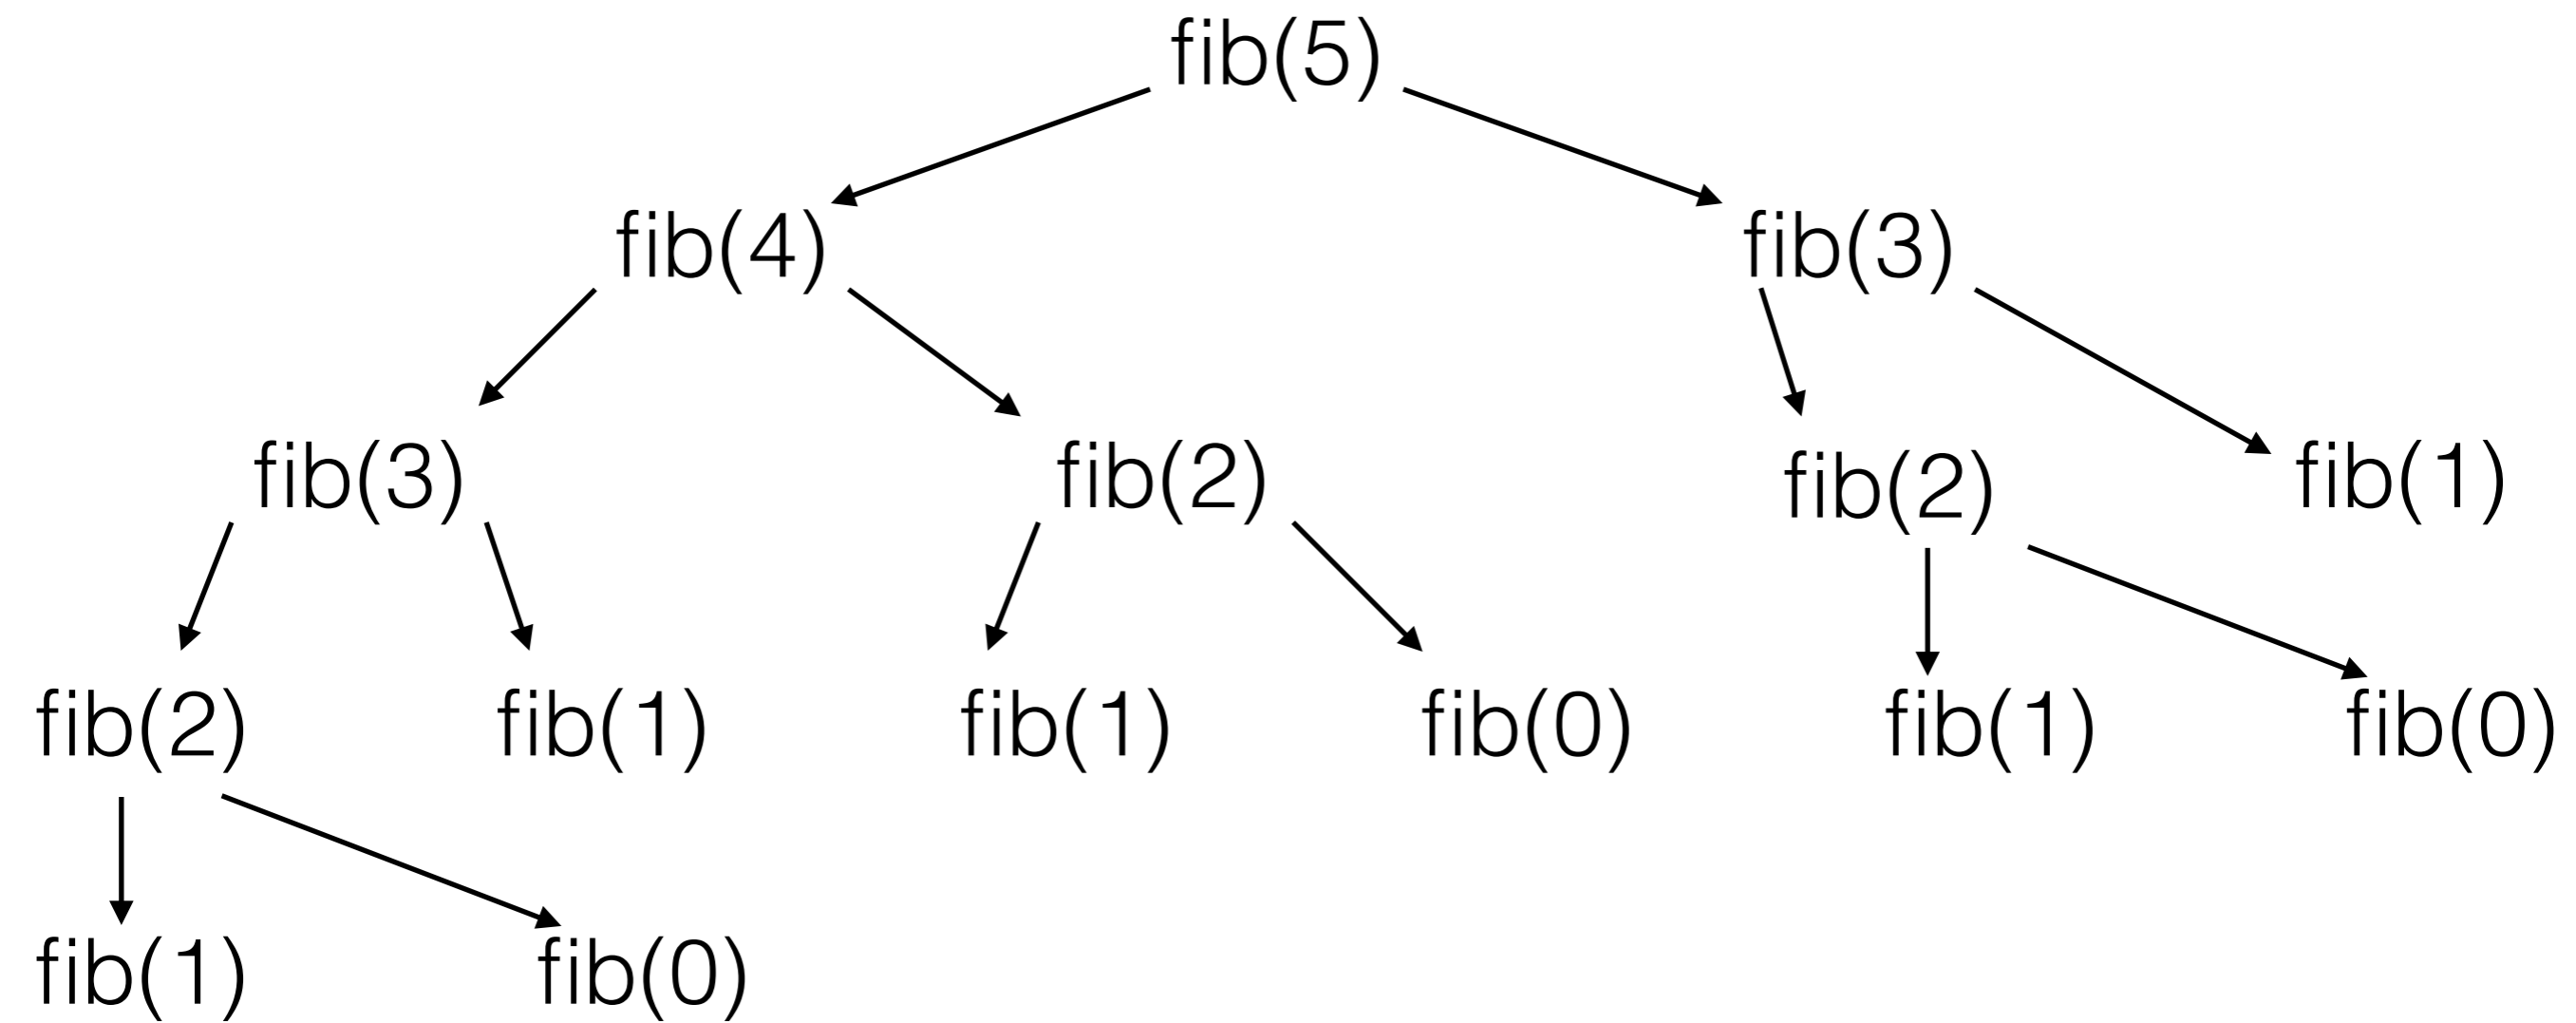 fib(5)
fib(4) fib(3)
fib(3) fib(2) fib(2) fib(1)
fib(2) fib(1) fib(1) fib(0) fib(1) fib(0)
fib(1) fib(0)